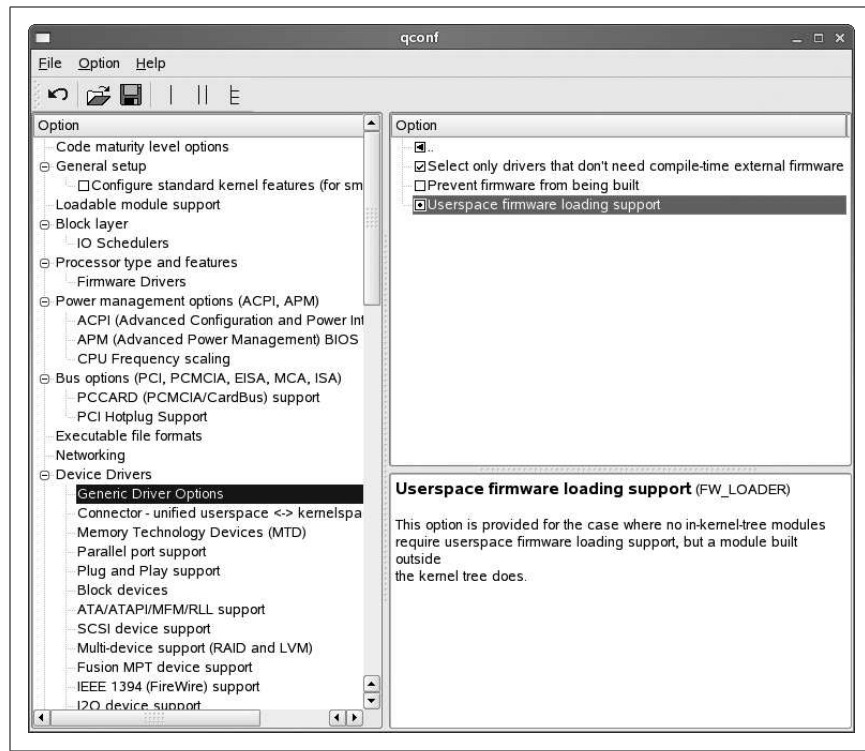 qconf
File Option Help
Option
Code maturity level options
General setup
Configure standard kernel features (for sm
Loadable module support
Block layer
IO Schedulers
Processor type and features
Firmware Drivers
Power management options (ACPI, APM)
ACPI (Advanced Configuration and Power Int
APM (Advanced Power Management) BIOS
CPU Frequency scaling
Bus options (PCI, PCMCIA, EISA, MCA, ISA)
PCCARD (PCMCIA/CardBus) support
PCI Hotplug Support
Executable file formats
Networking
Device Drivers
Generic Driver Options
Connector - unified userspace <-> kernelspa
Memory Technology Devices (MTD)
Parallel port support
Plug and Play support
Block devices
ATA/ATAPI/MFM/RLL support
SCSI device support
Multi-device support (RAID and LVM)
Fusion MPT device support
IEEE 1394 (FireWire) support
I2O device support
Option
..
Select only drivers that don't need compile-time external firmware
Prevent firmware from being built
Userspace firmware loading support
Userspace firmware loading support (FW_LOADER)
This option is provided for the case where no in-kernel-tree modules
require userspace firmware loading support, but a module built
outside
the kernel tree does.